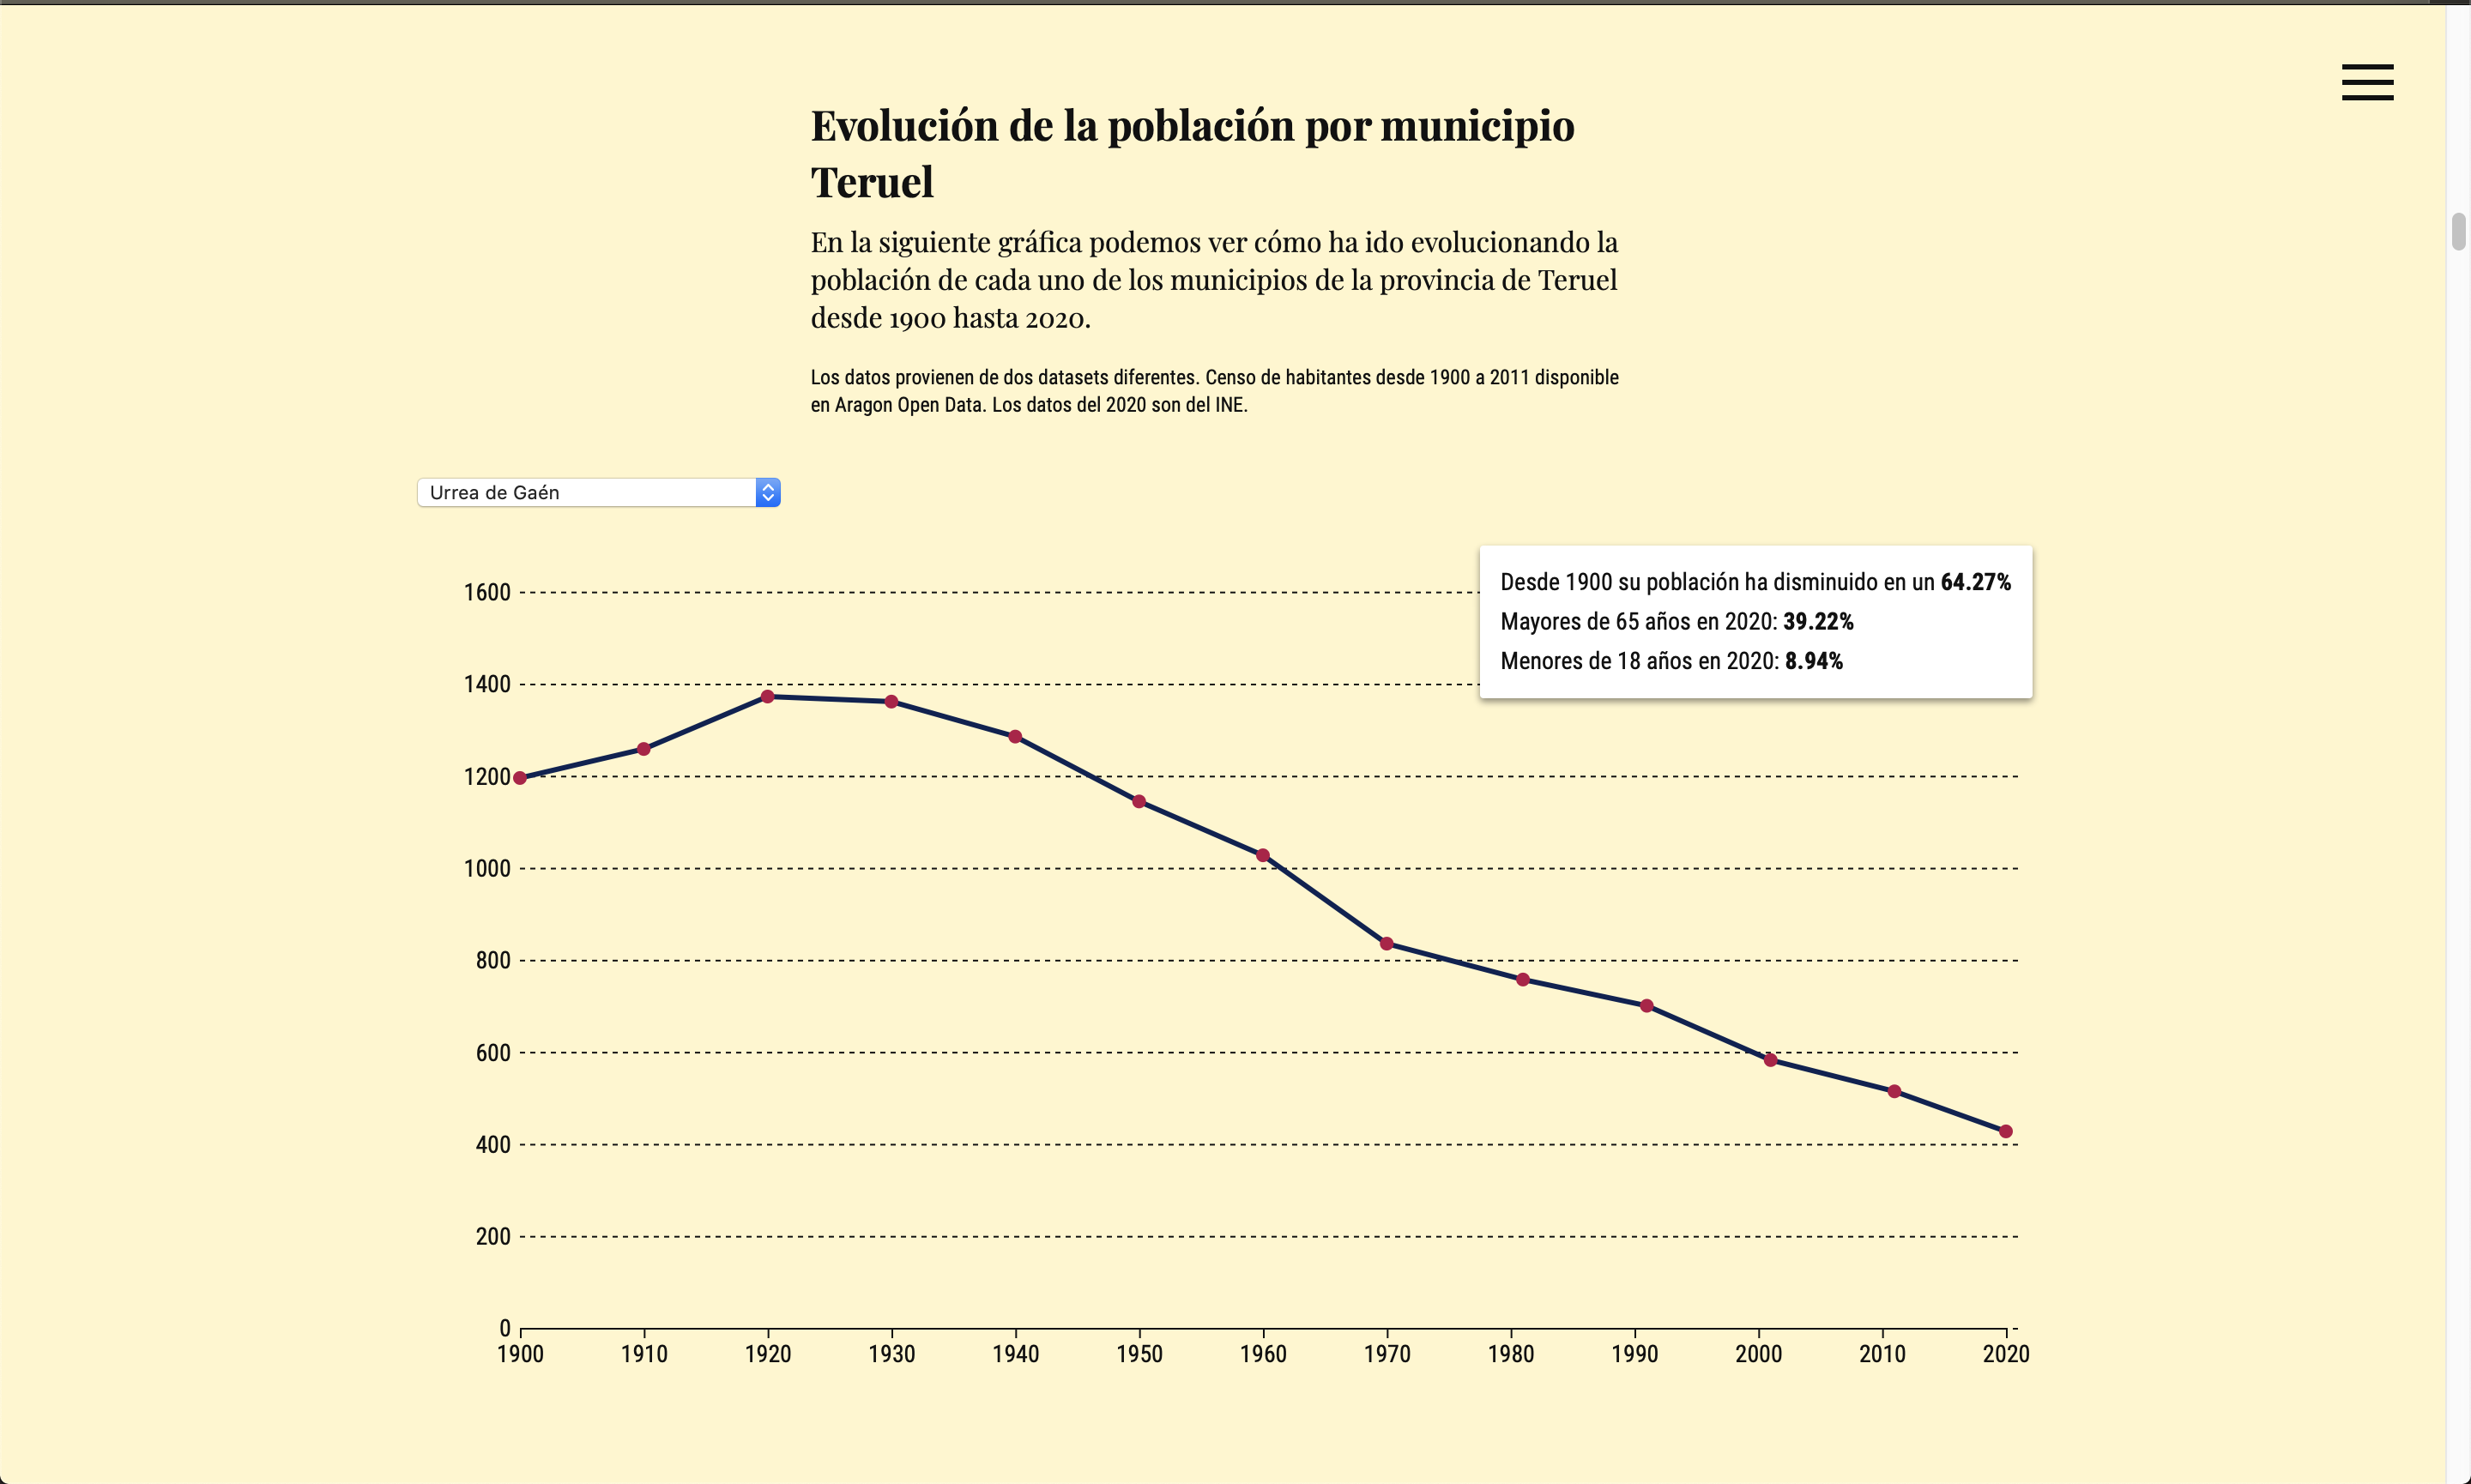 Evolución de la población por municipio
Teruel
En la siguiente gráfica podemos ver cómo ha ido evolucionando la
población de cada uno de los municipios de la provincia de Teruel
desde 1900 hasta 2020.
Los datos provienen de dos datasets diferentes. Censo de habitantes desde 1900 a 2011 disponible
en Aragon Open Data. Los datos del 2020 son del INE.
Urrea de Gaén
Desde 1900 su población ha disminuido en un 64.27%
Mayores de 65 años en 2020: 39.22%
Menores de 18 años en 2020: 8.94%
1600
1400
1200
1000
800
600
400
200
0
1900 1910 1920 1930 1940 1950 1960 1970 1980 1990 2000 2010 2020